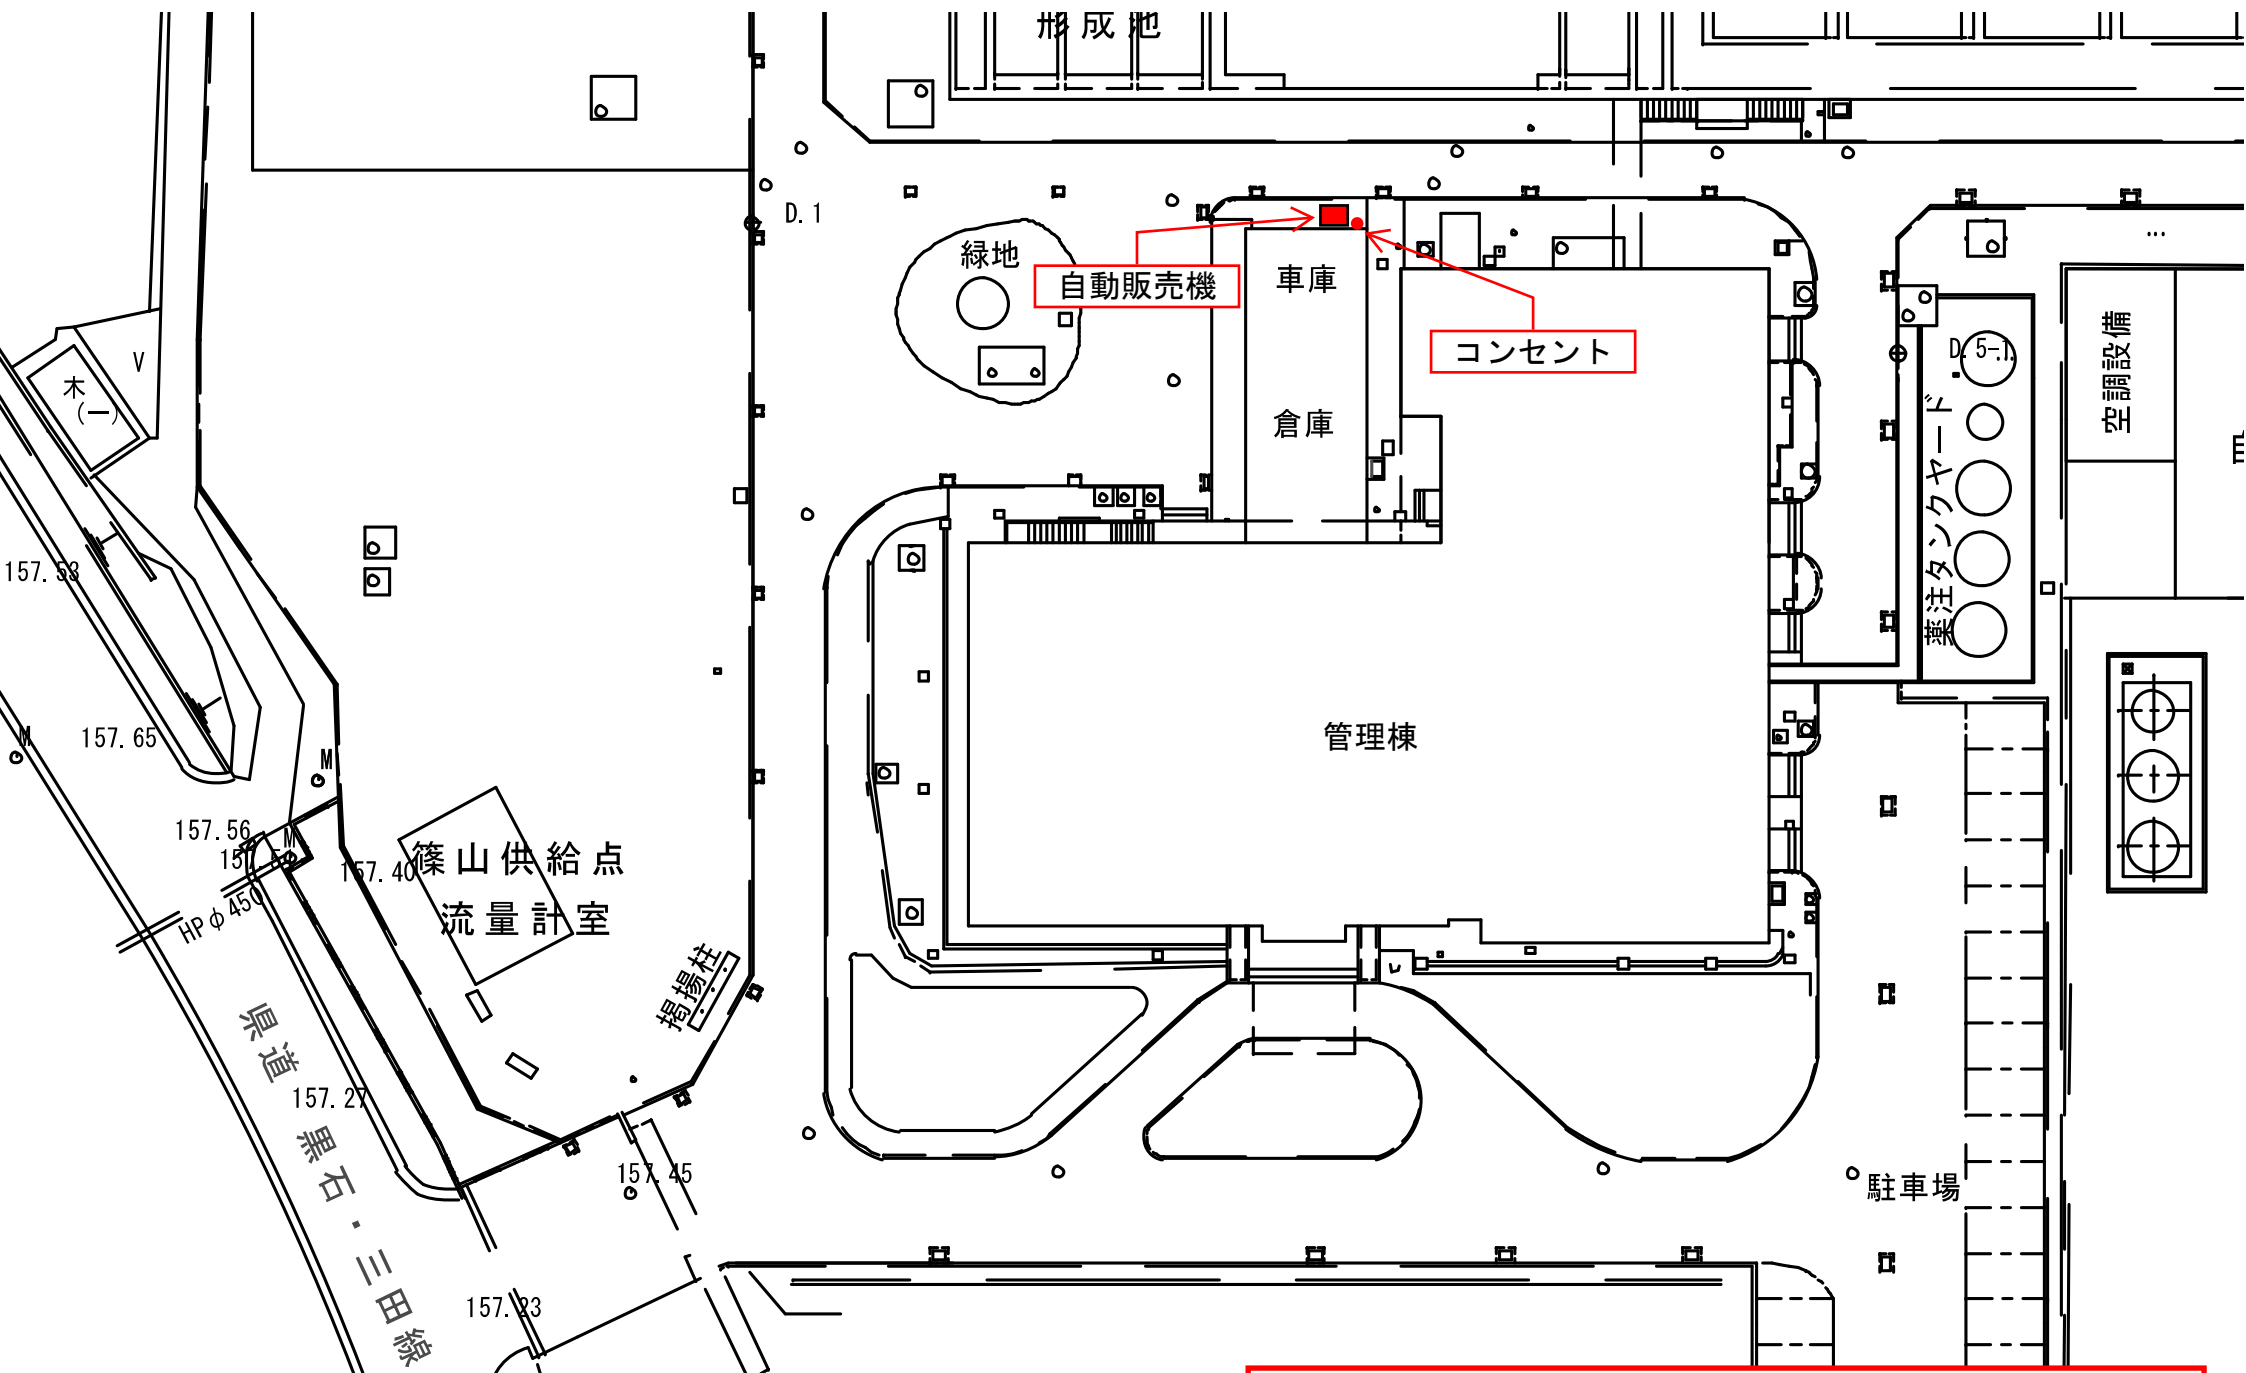 形成池
D.1
緑地
自動販売機
車庫
コンセント
倉庫
木
(一)
V
D.5-1
空調設備
薬注タンクヤード
157.53
157.65
M
M
管理棟
157.56
M
157.40
篠山供給点
流量計室
HPφ450
掲揚柱
県道 黒石・三田線
157.27
157.45
駐車場
157.23